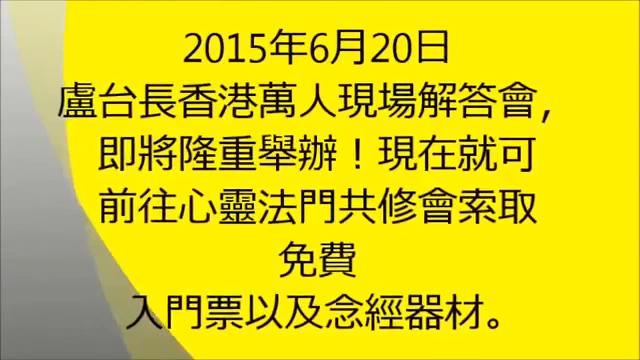 2015年6月20日
盧台長香港萬人現場解答會，
即將隆重舉辦！現在就可
前往心靈法門共修會索取
免費
入門票以及念經器材。